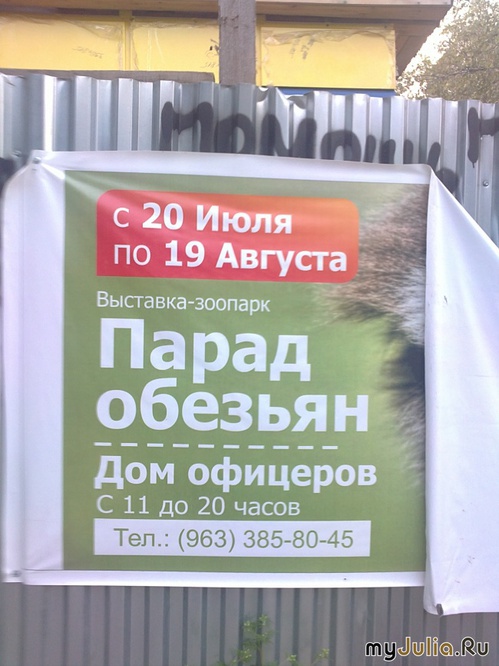 помощь
с 20 Июля
по 19 Августа
Выставка-зоопарк
Парад
обезьян
Дом офицеров
С 11 до 20 часов
Тел.: (963) 385-80-45
myJulia.Ru